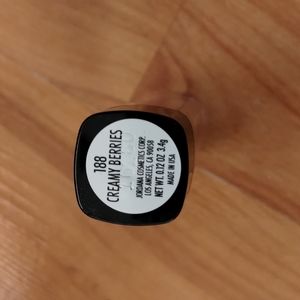 188
CREAMY BERRIES
JORDANA COSMETICS CORP.
LOS ANGELES, CA 90058
NET WT. 0.12 OZ 3.4g
MADE IN USA